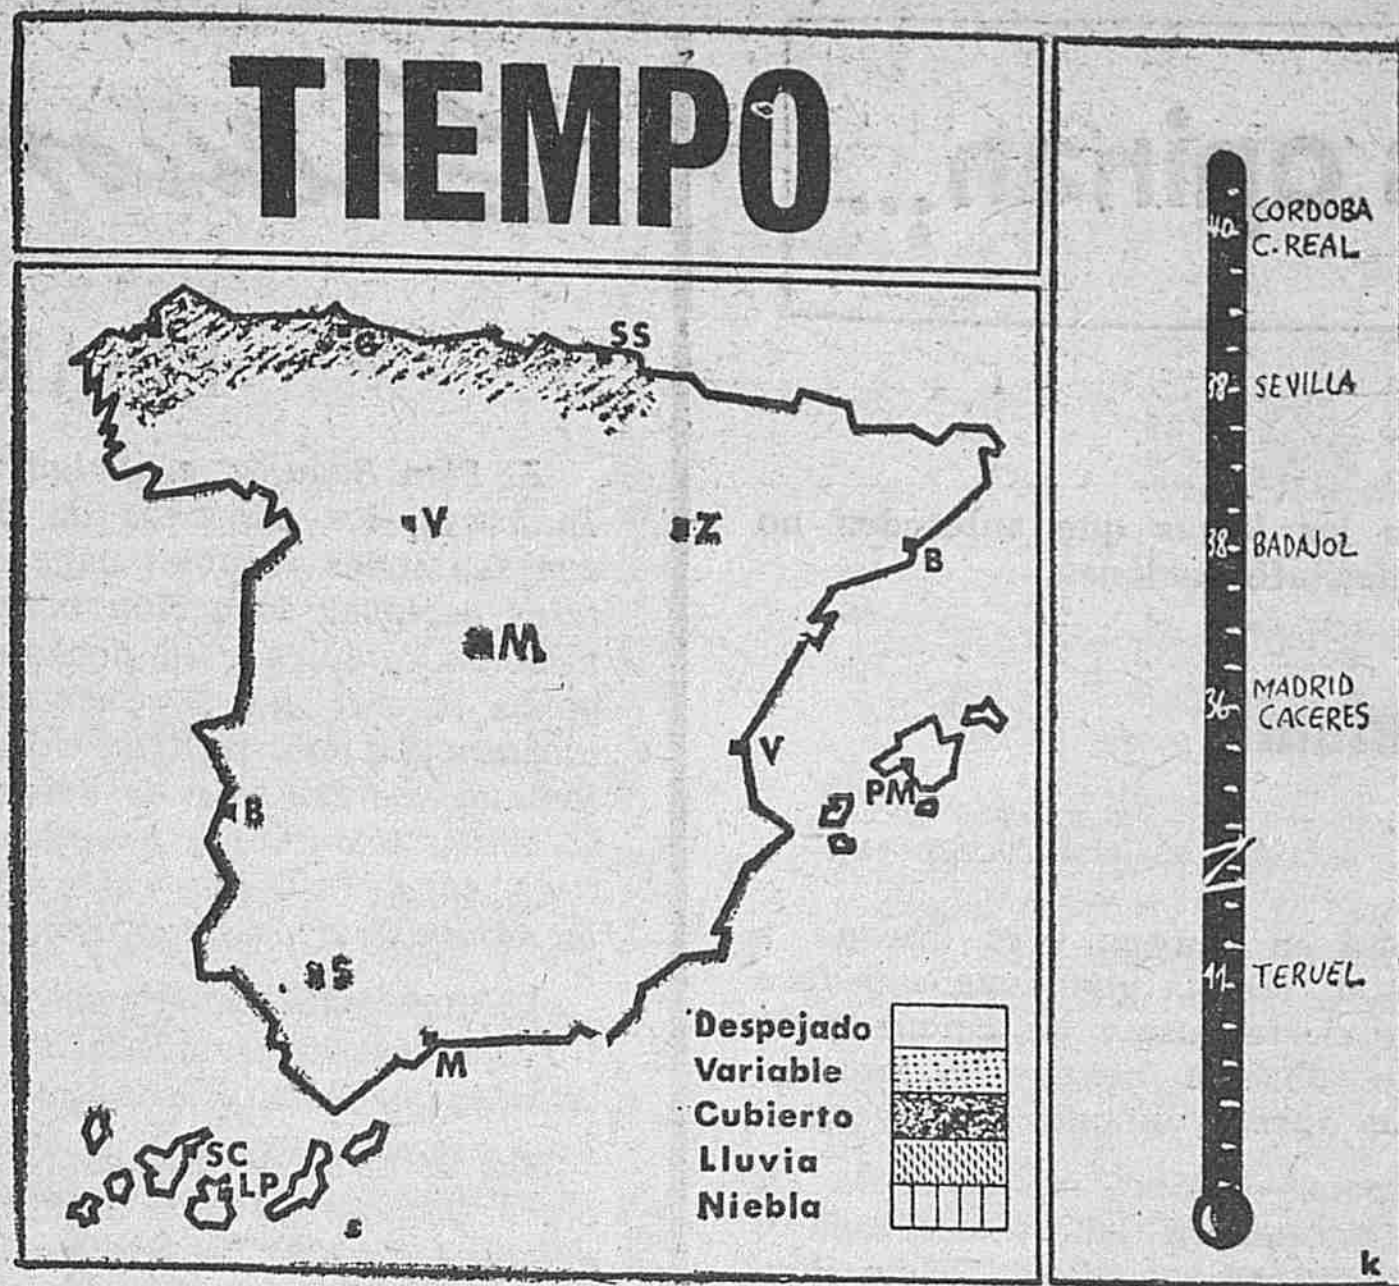 TIEMPO
C
G
SS
V
Z
B
M
V
PM
B
S
M
SC
LP
Despejado
Variable
Cubierto
Lluvia
Niebla
40
CORDOBA
C. REAL
SEVILLA
38
BADAJOZ
36
MADRID
CACERES
11
TERUEL
k